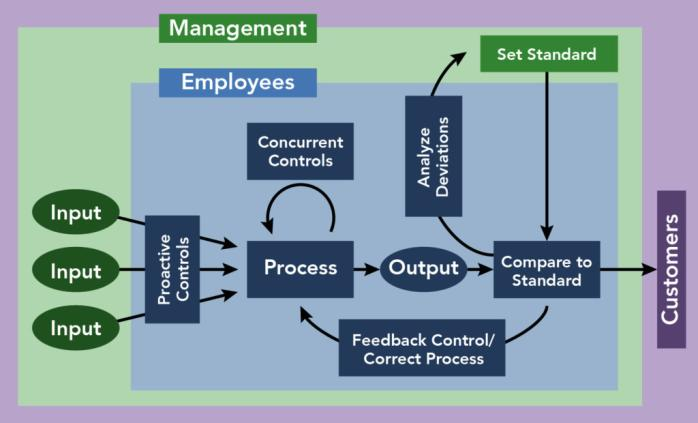 Management
Set Standard
Employees
Analyze
Deviations
Concurrent
Controls
Input
Input
Input
Proactive
Controls
Process
Output
Compare to
Standard
Customers
Feedback Control/
Correct Process